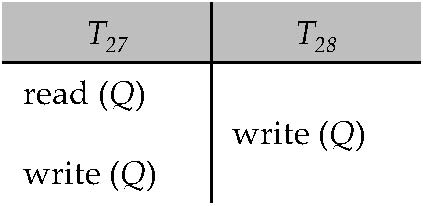 T27 T28
read (Q)
write (Q)
write (Q)